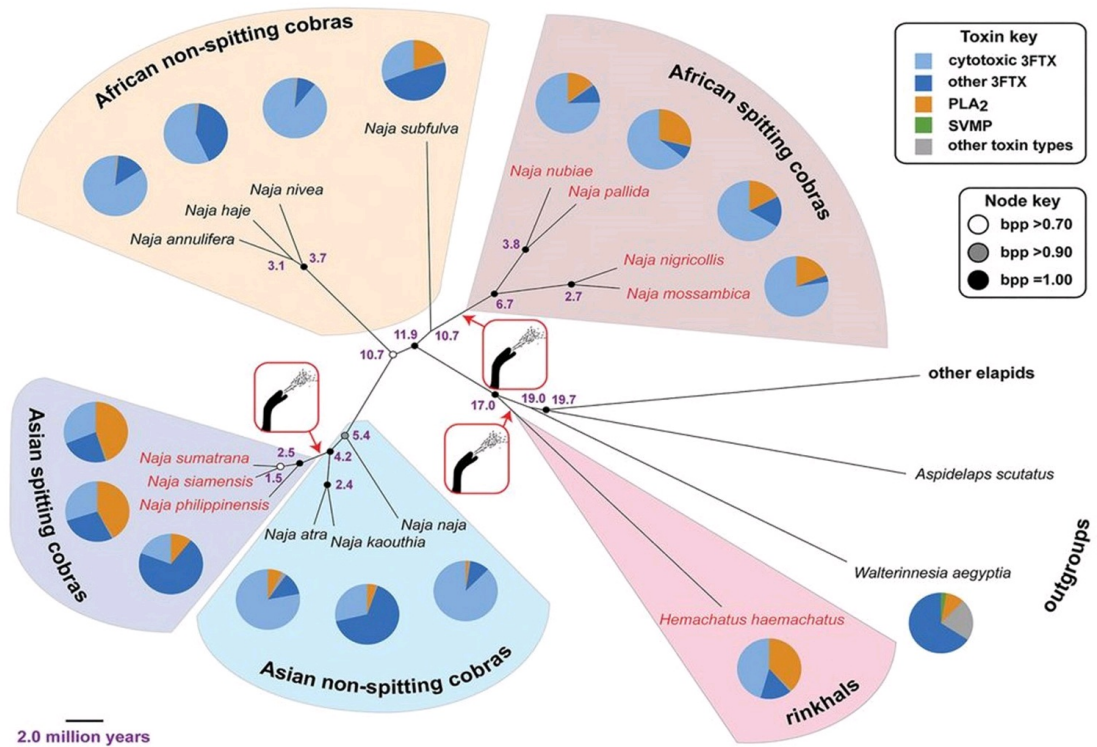 African non-spitting cobras
Naja subfulva
Naja nivea
Naja haje
Naja annulifera
3.1
3.7
African spitting cobras
Naja nubiae
Naja pallida
3.8
Naja nigricollis
Naja mossambica
6.7
2.7
Toxin key
cytotoxic 3FTX
other 3FTX
PLA2
SVMP
other toxin types
Node key
bpp >0.70
bpp >0.90
bpp =1.00
10.7
11.9
10.7
17.0
19.0
19.7
other elapids
Aspidelaps scutatus
Walterinnesia aegyptia
outgroups
Hemachatus haemachatus
rinkhals
Asian spitting cobras
Naja sumatrana
Naja siamensis
Naja philippinensis
2.5
1.5
5.4
4.2
2.4
Naja naja
Naja atra
Naja kaouthia
Asian non-spitting cobras
2.0 million years